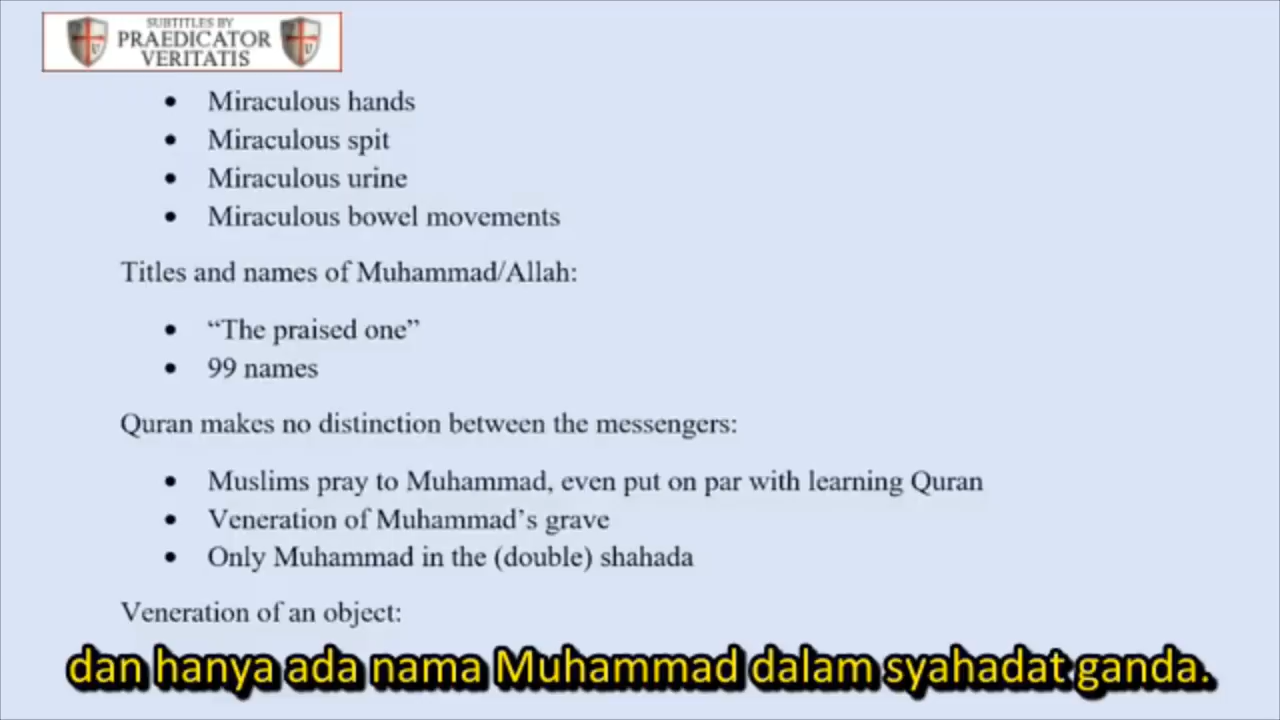 SUBTITLES BY
PRAEDICATOR
VERITATIS
• Miraculous hands
• Miraculous spit
• Miraculous urine
• Miraculous bowel movements
Titles and names of Muhammad/Allah:
• “The praised one”
• 99 names
Quran makes no distinction between the messengers:
• Muslims pray to Muhammad, even put on par with learning Quran
• Veneration of Muhammad’s grave
• Only Muhammad in the (double) shahada
Veneration of an object:
dan hanya ada nama Muhammad dalam syahadat ganda.